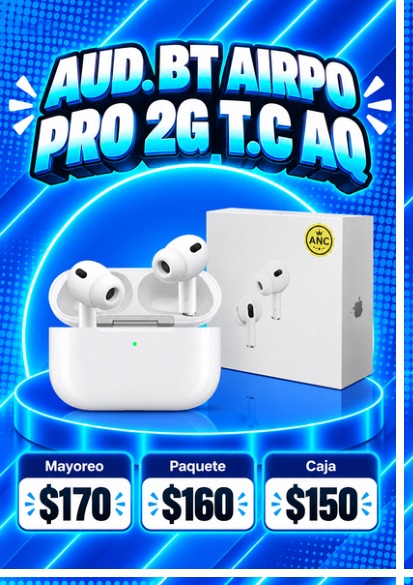 AUD. BT AIRPO
PRO 2G T.C AQ
ANC
Mayoreo
$170
Paquete
$160
Caja
$150